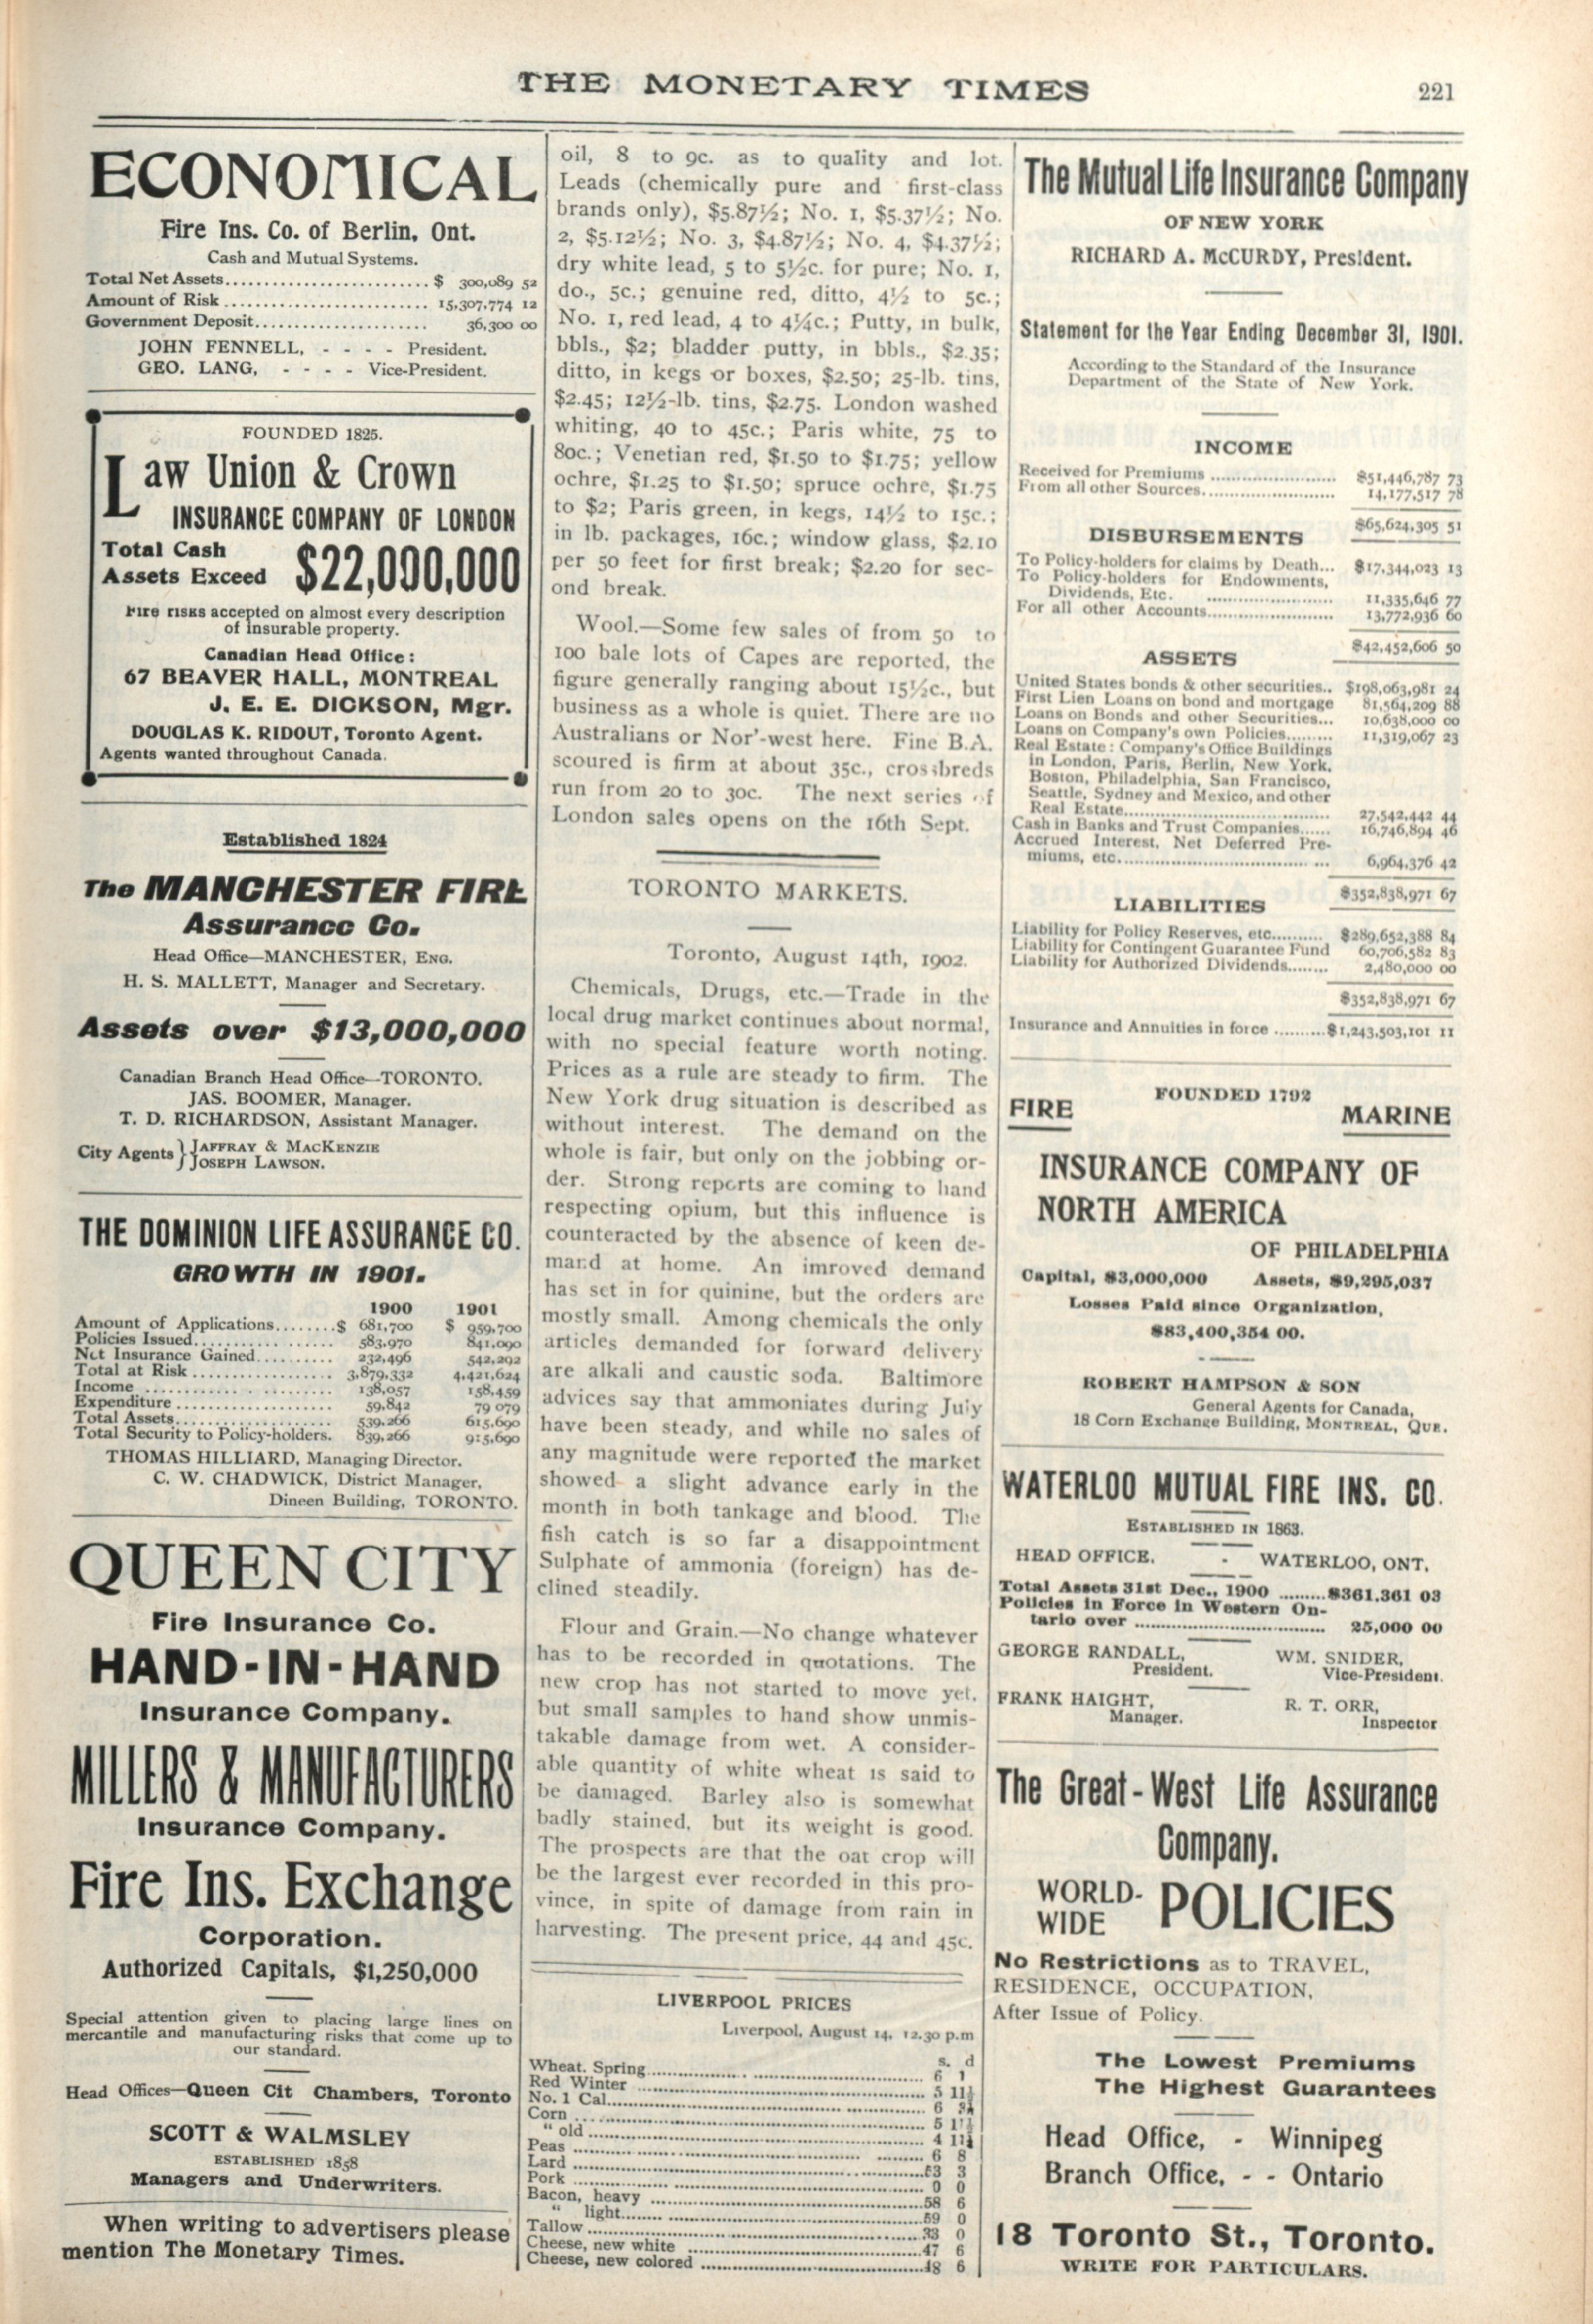 THE MONETARY TIMES
221
ECONOMICAL
Fire Ins. Co. of Berlin, Ont.
Cash and Mutual Systems.
Total Net Assets.............................$ 300,089 52
Amount of Risk............................. 15,307,774 12
Government Deposit..................... 36,300 00
JOHN FENNELL, - - - - President.
GEO. LANG, - - - - Vice-President.
FOUNDED 1825.
Law Union & Crown
INSURANCE COMPANY OF LONDON
Total Cash
Assets Exceed $22,000,000
Fire risks accepted on almost every description
of insurable property.
Canadian Head Office:
67 BEAVER HALL, MONTREAL
J. E. E. DICKSON, Mgr.
DOUGLAS K. RIDOUT, Toronto Agent.
Agents wanted throughout Canada.
Established 1824
The MANCHESTER FIRE
Assurance Co.
Head Office—MANCHESTER, ENG.
H. S. MALLETT, Manager and Secretary.
Assets over $13,000,000
Canadian Branch Head Office—TORONTO.
JAS. BOOMER, Manager.
T. D. RICHARDSON, Assistant Manager.
City Agents } JAFFRAY & MACKENZIE
JOSEPH LAWSON.
THE DOMINION LIFE ASSURANCE CO.
GROWTH IN 1901.
1900 1901
Amount of Applications........$ 681,700 $ 959,700
Policies Issued.................. 583,970 841,090
Net Insurance Gained.......... 232,496 542,292
Total at Risk.................. 3,879,332 4,421,624
Income........................ 138,057 158,459
Expenditure.................... 59,842 79 079
Total Assets.................... 539,266 615,690
Total Security to Policy-holders. 839,266 915,690
THOMAS HILLIARD, Managing Director.
C. W. CHADWICK, District Manager,
Dineen Building, TORONTO.
QUEEN CITY
Fire Insurance Co.
HAND-IN-HAND
Insurance Company.
MILLERS & MANUFACTURERS
Insurance Company.
Fire Ins. Exchange
Corporation.
Authorized Capitals, $1,250,000
Special attention given to placing large lines on
mercantile and manufacturing risks that come up to
our standard.
Head Offices—Queen Cit Chambers, Toronto
SCOTT & WALMSLEY
ESTABLISHED 1858
Managers and Underwriters.
When writing to advertisers please
mention The Monetary Times.
oil, 8 to 9c. as to quality and lot.
Leads (chemically pure and first-class
brands only), $5.87½; No. 1, $5.37½; No.
2, $5.12½; No. 3, $4.87½; No. 4, $4.37½;
dry white lead, 5 to 5½c. for pure; No. 1,
do., 5c.; genuine red, ditto, 4½ to 5c.;
No. 1, red lead, 4 to 4¼c.; Putty, in bulk,
bbls., $2; bladder putty, in bbls., $2.35;
ditto, in kegs or boxes, $2.50; 25-lb. tins,
$2.45; 12½-lb. tins, $2.75. London washed
whiting, 40 to 45c.; Paris white, 75 to
80c.; Venetian red, $1.50 to $1.75; yellow
ochre, $1.25 to $1.50; spruce ochre, $1.75
to $2; Paris green, in kegs, 14½ to 15c.;
in lb. packages, 16c.; window glass, $2.10
per 50 feet for first break; $2.20 for sec-
ond break.
Wool.—Some few sales of from 50 to
100 bale lots of Capes are reported, the
figure generally ranging about 15½c., but
business as a whole is quiet. There are no
Australians or Nor'-west here. Fine B.A.
scoured is firm at about 35c., crossbreds
run from 20 to 30c. The next series of
London sales opens on the 16th Sept.
TORONTO MARKETS.
Toronto, August 14th, 1902.
Chemicals, Drugs, etc.—Trade in the
local drug market continues about normal,
with no special feature worth noting.
Prices as a rule are steady to firm. The
New York drug situation is described as
without interest. The demand on the
whole is fair, but only on the jobbing or-
der. Strong reports are coming to hand
respecting opium, but this influence is
counteracted by the absence of keen de-
mand at home. An imroved demand
has set in for quinine, but the orders are
mostly small. Among chemicals the only
articles demanded for forward delivery
are alkali and caustic soda. Baltimore
advices say that ammoniates during July
have been steady, and while no sales of
any magnitude were reported the market
showed a slight advance early in the
month in both tankage and blood. The
fish catch is so far a disappointment
Sulphate of ammonia (foreign) has de-
clined steadily.
Flour and Grain.—No change whatever
has to be recorded in quotations. The
new crop has not started to move yet,
but small samples to hand show unmis-
takable damage from wet. A consider-
able quantity of white wheat is said to
be damaged. Barley also is somewhat
badly stained, but its weight is good.
The prospects are that the oat crop will
be the largest ever recorded in this pro-
vince, in spite of damage from rain in
harvesting. The present price, 44 and 45c.
LIVERPOOL PRICES
Liverpool, August 14, 12.30 p.m
s. d
Wheat, Spring.......... 6 1
Red Winter.......... 5 11½
No. 1 Cal.......... 6
Corn.......... 5
" old.......... 4
Peas.......... 6 8
Lard.......... 53 3
Pork.......... 0 0
Bacon, heavy.......... 58 6
" light.......... 59 0
Tallow.......... 33 0
Cheese, new white.......... 47 6
Cheese, new colored.......... 48 6
The Mutual Life Insurance Company
OF NEW YORK
RICHARD A. McCURDY, President.
Statement for the Year Ending December 31, 1901.
According to the Standard of the Insurance
Department of the State of New York.
INCOME
Received for Premiums.......... $51,446,787 73
From all other Sources.......... 14,177,517 78
$65,624,305 51
DISBURSEMENTS
To Policy-holders for claims by Death... $17,344,023 13
To Policy-holders for Endowments,
Dividends, Etc. .......... 11,335,646 77
For all other Accounts.......... 13,772,936 60
$42,452,606 50
ASSETS
United States bonds & other securities.. $198,063,981 24
First Lien Loans on bond and mortgage 81,564,209 88
Loans on Bonds and other Securities... 10,638,000 00
Loans on Company's own Policies......... 11,319,067 23
Real Estate: Company's Office Buildings
in London, Paris, Berlin, New York,
Boston, Philadelphia, San Francisco,
Seattle, Sydney and Mexico, and other
Real Estate.......... 27,542,442 44
Cash in Banks and Trust Companies...... 16,746,894 46
Accrued Interest, Net Deferred Pre-
miums, etc.......... 6,964,376 42
$352,838,971 67
LIABILITIES
Liability for Policy Reserves, etc.......... $289,652,388 84
Liability for Contingent Guarantee Fund 60,706,582 83
Liability for Authorized Dividends........ 2,480,000 00
$352,838,971 67
Insurance and Annuities in force..........$1,243,503,101 11
FOUNDED 1792
FIRE
MARINE
INSURANCE COMPANY OF
NORTH AMERICA
OF PHILADELPHIA
Capital, $3,000,000 Assets, $9,295,037
Losses Paid since Organization,
$83,400,354 00.
ROBERT HAMPSON & SON
General Agents for Canada,
18 Corn Exchange Building, MONTREAL, QUE.
WATERLOO MUTUAL FIRE INS. CO.
ESTABLISHED IN 1863.
HEAD OFFICE, - WATERLOO, ONT.
Total Assets 31st Dec., 1900.........$361,361 03
Policies in Force in Western On-
tario over.......... 25,000 00
GEORGE RANDALL, WM. SNIDER,
President. Vice-President.
FRANK HAIGHT, R. T. ORR,
Manager. Inspector
The Great-West Life Assurance
Company.
WORLD-
WIDE POLICIES
No Restrictions as to TRAVEL,
RESIDENCE, OCCUPATION,
After Issue of Policy.
The Lowest Premiums
The Highest Guarantees
Head Office, - Winnipeg
Branch Office, - - Ontario
18 Toronto St., Toronto.
WRITE FOR PARTICULARS.